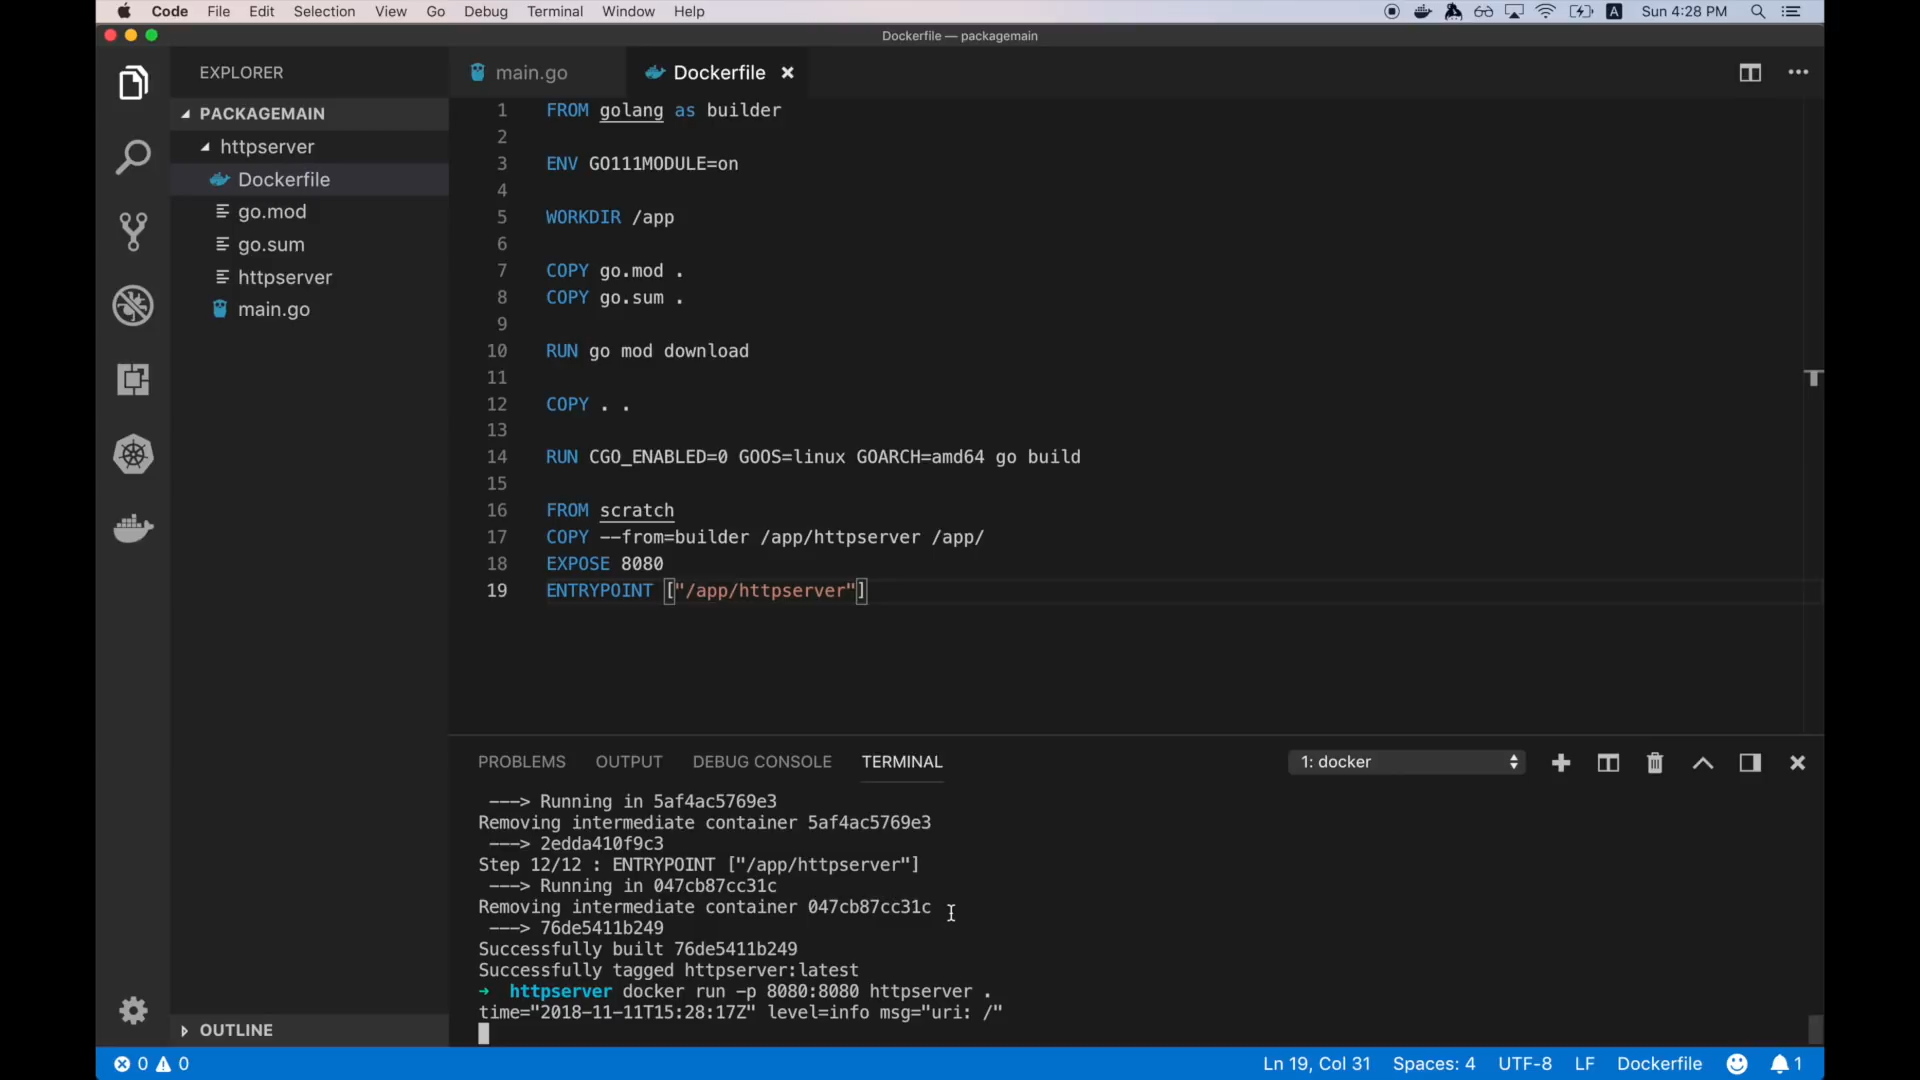 Code File Edit Selection View Go Debug Terminal Window Help
A Sun 4:28 PM
Dockerfile — packagemain
EXPLORER
PACKAGEMAIN
httpserver
Dockerfile
go.mod
go.sum
httpserver
main.go
OUTLINE
main.go Dockerfile
1 FROM golang as builder
2
3 ENV GO111MODULE=on
4
5 WORKDIR /app
6
7 COPY go.mod .
8 COPY go.sum .
9
10 RUN go mod download
11
12 COPY . .
13
14 RUN CGO_ENABLED=0 GOOS=linux GOARCH=amd64 go build
15
16 FROM scratch
17 COPY --from=builder /app/httpserver /app/
18 EXPOSE 8080
19 ENTRYPOINT ["/app/httpserver"]
PROBLEMS OUTPUT DEBUG CONSOLE TERMINAL 1: docker
---> Running in 5af4ac5769e3
Removing intermediate container 5af4ac5769e3
---> 2edda410f9c3
Step 12/12 : ENTRYPOINT ["/app/httpserver"]
---> Running in 047cb87cc31c
Removing intermediate container 047cb87cc31c
---> 76de5411b249
Successfully built 76de5411b249
Successfully tagged httpserver:latest
→ httpserver docker run -p 8080:8080 httpserver .
time="2018-11-11T15:28:17Z" level=info msg="uri: /"
0 0 Ln 19, Col 31 Spaces: 4 UTF-8 LF Dockerfile 1